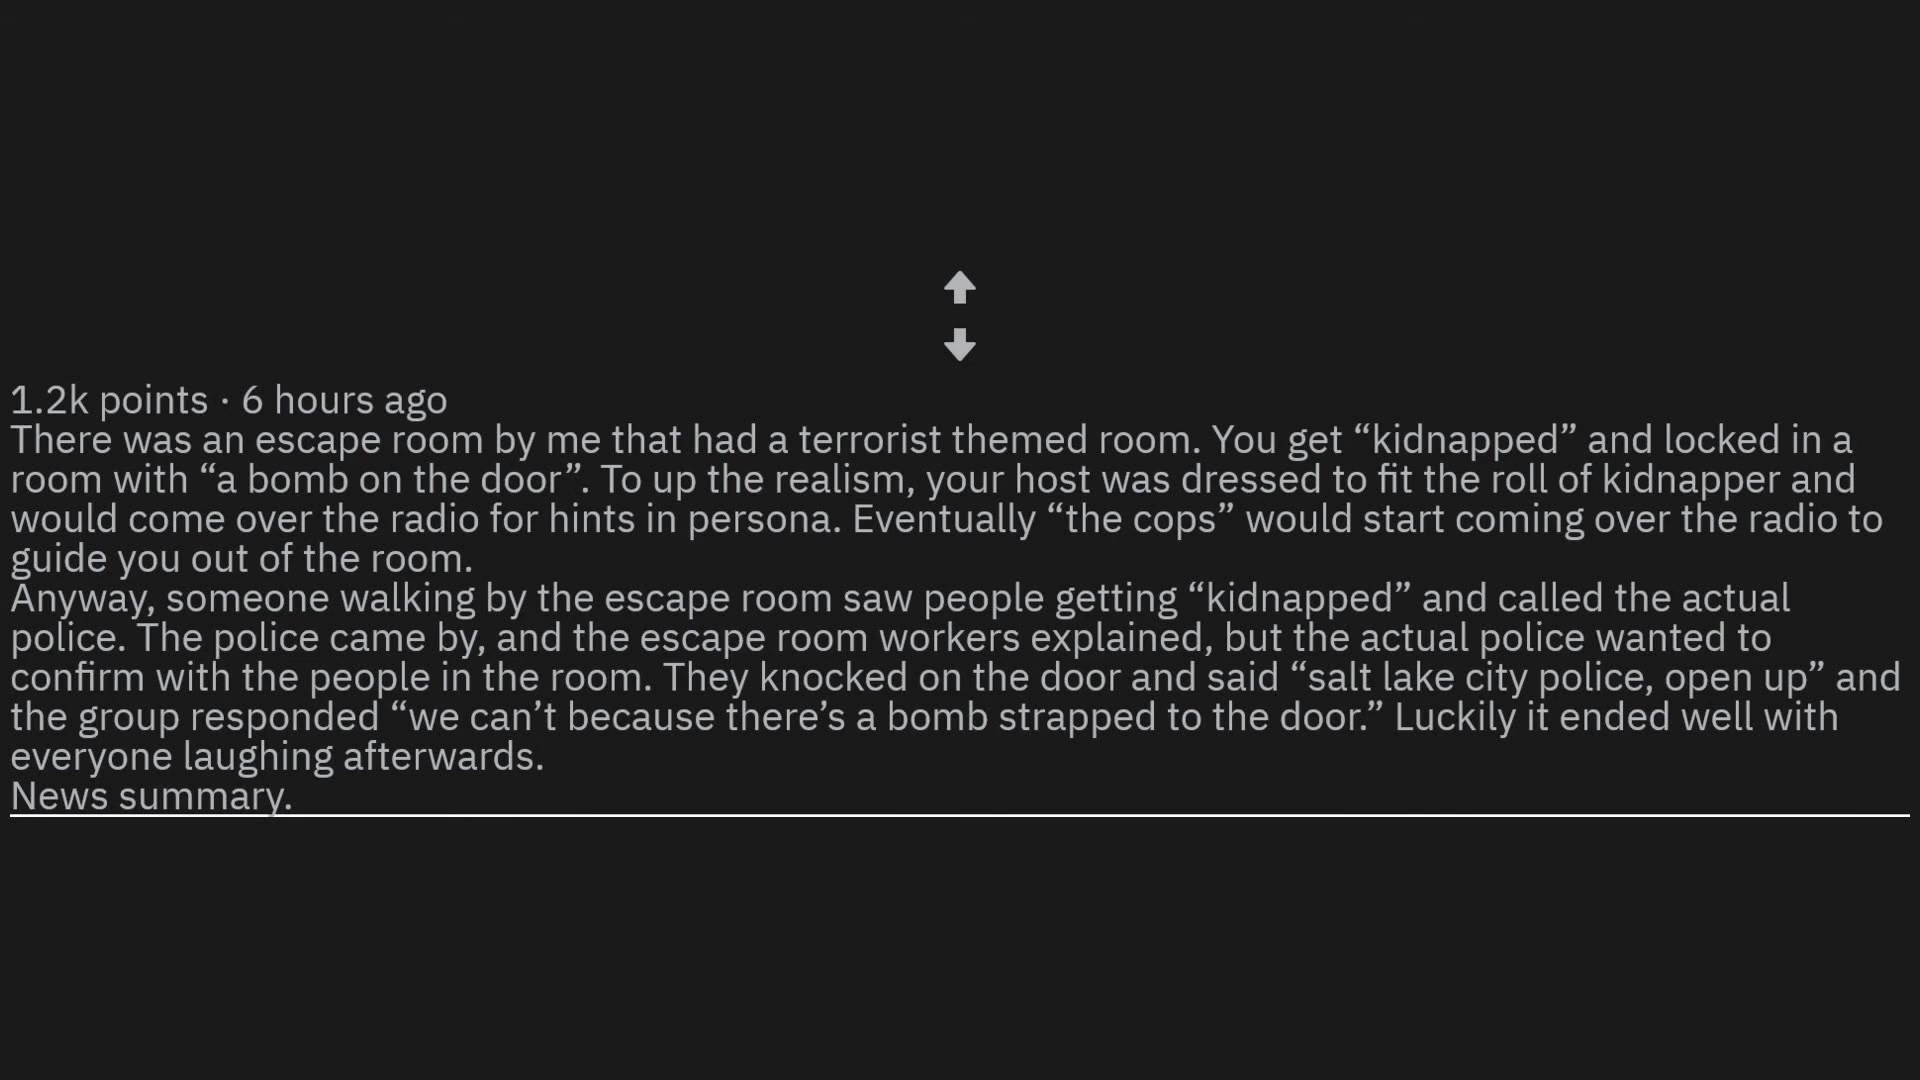 1.2k points · 6 hours ago
There was an escape room by me that had a terrorist themed room. You get “kidnapped” and locked in a
room with “a bomb on the door”. To up the realism, your host was dressed to fit the roll of kidnapper and
would come over the radio for hints in persona. Eventually “the cops” would start coming over the radio to
guide you out of the room.
Anyway, someone walking by the escape room saw people getting “kidnapped” and called the actual
police. The police came by, and the escape room workers explained, but the actual police wanted to
confirm with the people in the room. They knocked on the door and said “salt lake city police, open up” and
the group responded “we can’t because there’s a bomb strapped to the door.” Luckily it ended well with
everyone laughing afterwards.
News summary.